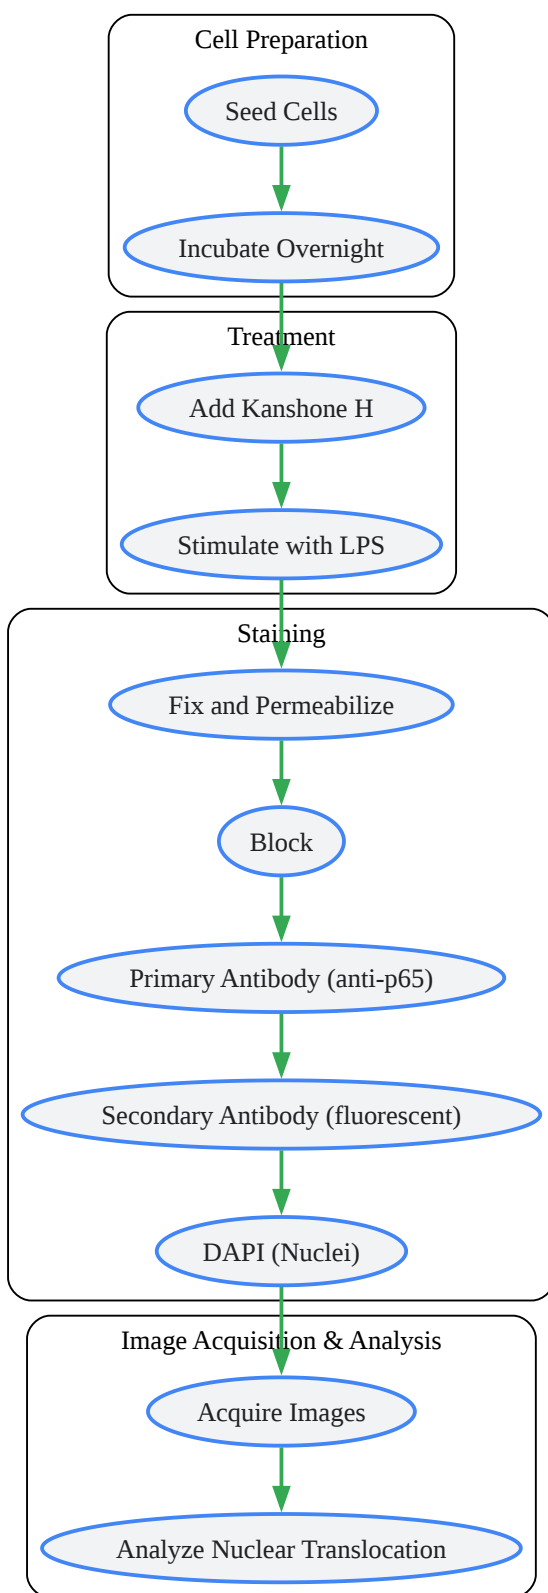 Cell Preparation
Seed Cells
Incubate Overnight
Treatment
Add Kanshone H
Stimulate with LPS
Staining
Fix and Permeabilize
Block
Primary Antibody (anti-p65)
Secondary Antibody (fluorescent)
DAPI (Nuclei)
Image Acquisition & Analysis
Acquire Images
Analyze Nuclear Translocation